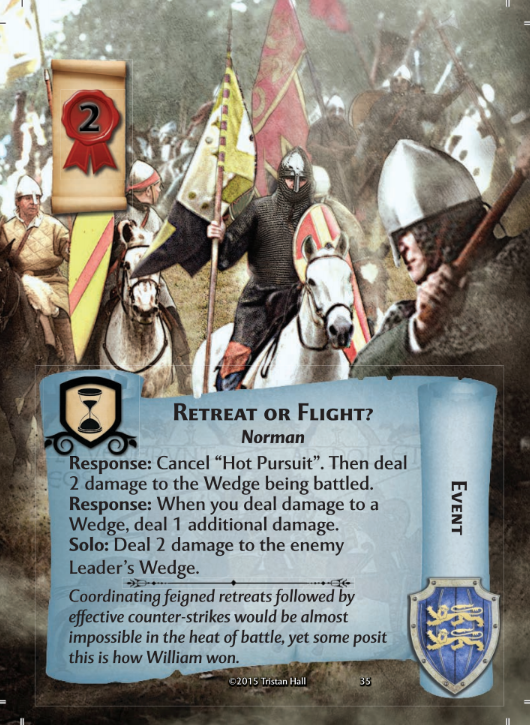 2
Retreat or Flight?
Norman
Response: Cancel “Hot Pursuit”. Then deal
2 damage to the Wedge being battled.
Response: When you deal damage to a
Wedge, deal 1 additional damage.
Solo: Deal 2 damage to the enemy
Leader’s Wedge.
Coordinating feigned retreats followed by
effective counter-strikes would be almost
impossible in the heat of battle, yet some posit
this is how William won.
Event
©2015 Tristan Hall 35